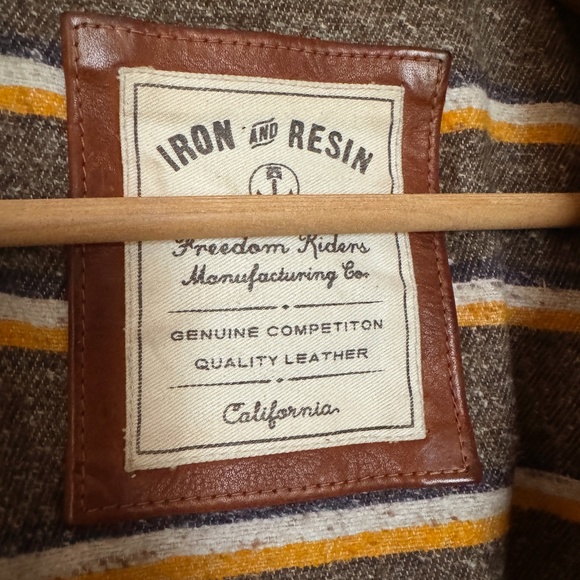 IRON AND RESIN
Freedom Riders
Manufacturing Co.
GENUINE COMPETITON
QUALITY LEATHER
California